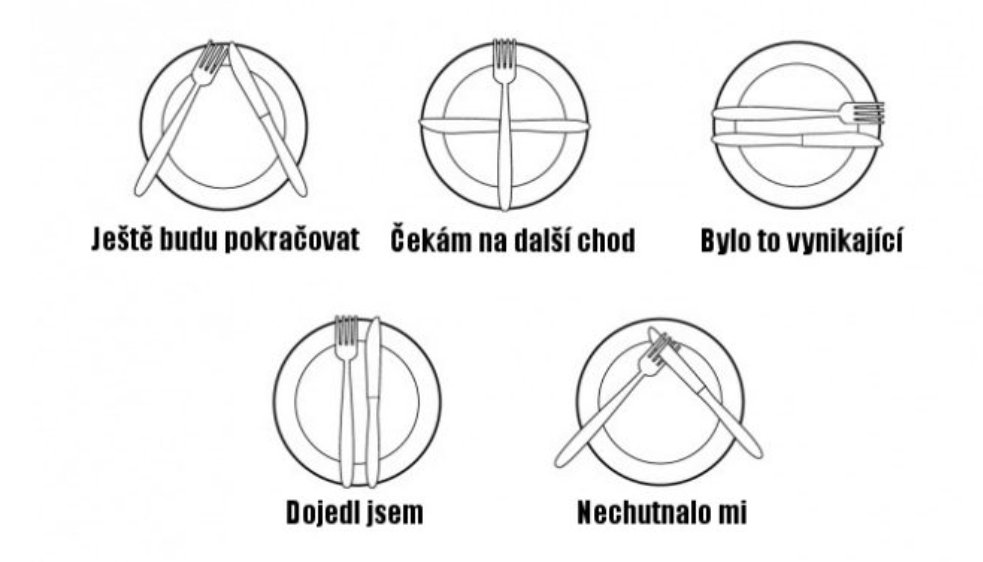 Ještě budu pokračovat
Čekám na další chod
Bylo to vynikající
Dojedl jsem
Nechutnalo mi